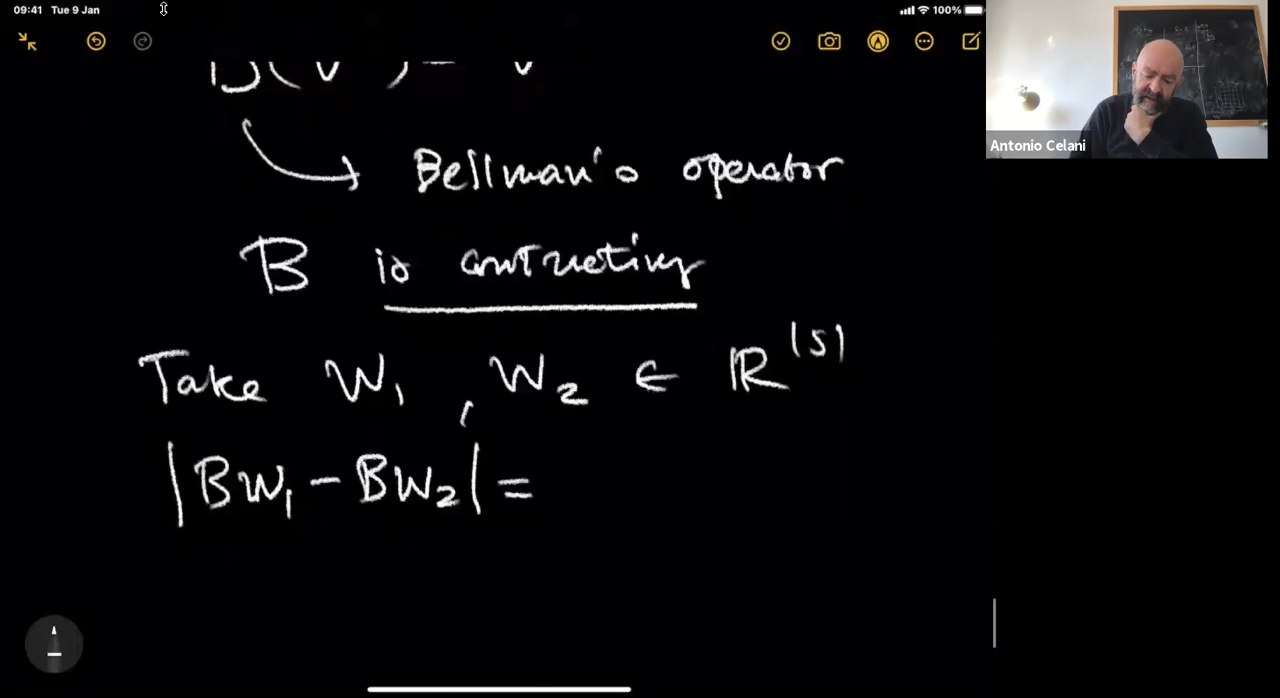 09:41 Tue 9 Jan
100%
B(V ) = V
Antonio Celani
Bellman's operator
B is contracting
Take W₁, W₂ ∈ ℝ^|S|
|BW₁ - BW₂| =